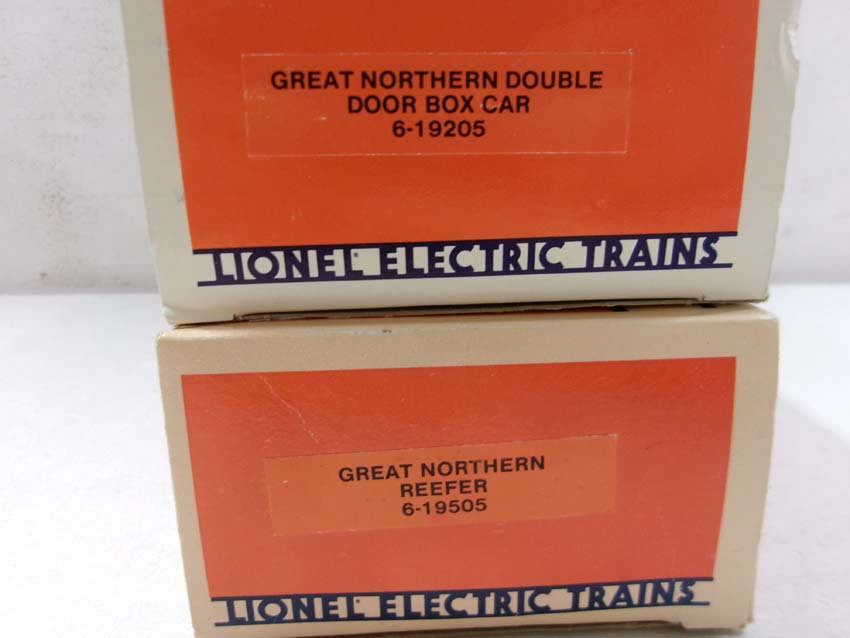 GREAT NORTHERN DOUBLE
DOOR BOX CAR
6-19205
LIONEL ELECTRIC TRAINS
GREAT NORTHERN
REEFER
6-19505
LIONEL ELECTRIC TRAINS